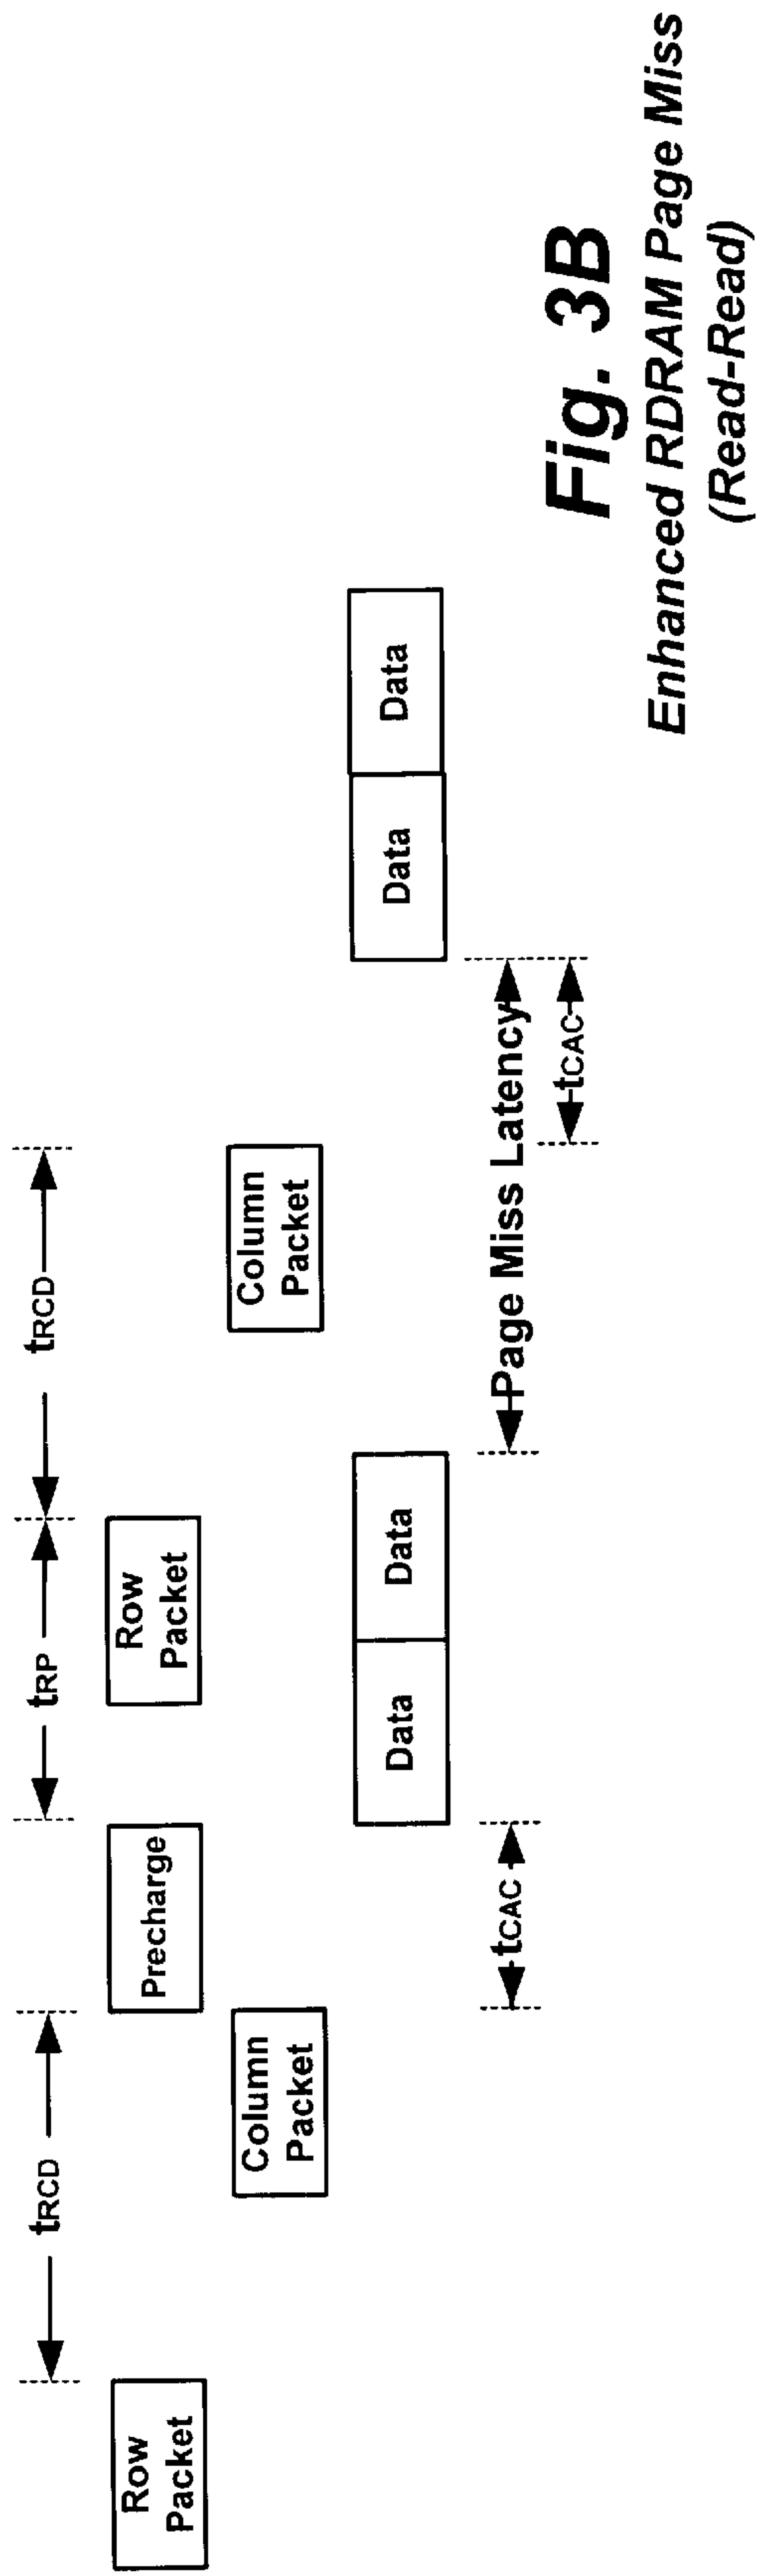 tRCD
tRP
tRCD
Row
Packet
Precharge
Row
Packet
Column
Packet
Column
Packet
Data
Data
Data
Data
tCAC
Page Miss Latency
tCAC
Fig. 3B
Enhanced RDRAM Page Miss
(Read-Read)